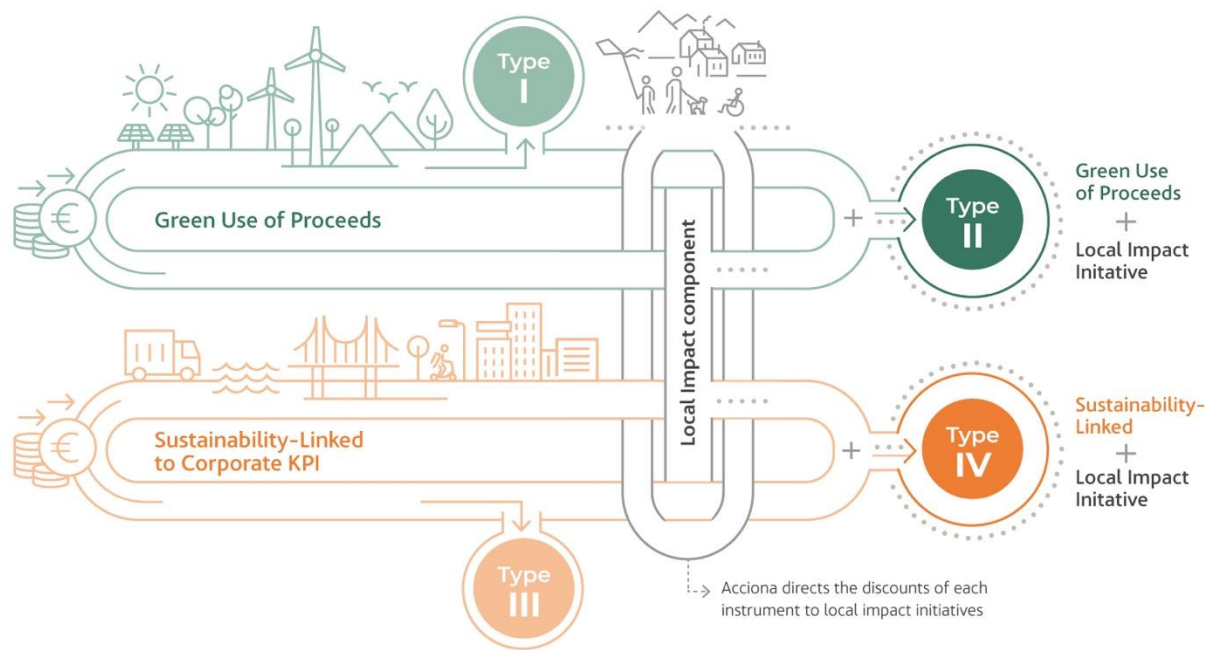 Type
I
€
Green Use of Proceeds
Local Impact component
+
Type
II
Green Use
of Proceeds
+
Local Impact
Initative
€
Sustainability-Linked
to Corporate KPI
+
Type
IV
Sustainability-
Linked
+
Local Impact
Initative
Type
III
Acciona directs the discounts of each
instrument to local impact initiatives